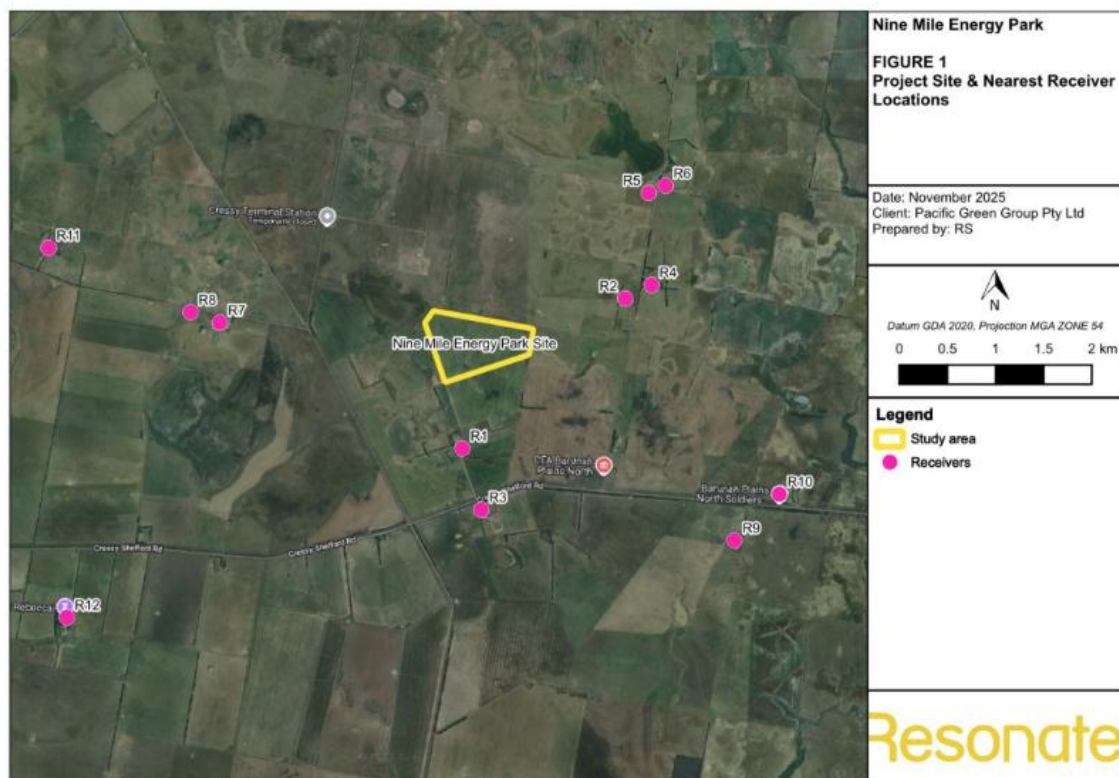 Nine Mile Energy Park
FIGURE 1
Project Site & Nearest Receiver
Locations
Date: November 2025
Client: Pacific Green Group Pty Ltd
Prepared by: RS
N
Datum GDA 2020, Projection MGA ZONE 54
0 0.5 1 1.5 2 km
Legend
Study area
Receivers
Resonate
R5
R6
Cressy Terminal Station
Temporarily closed
R11
R4
R2
R8
R7
Nine Mile Energy Park Site
R1
CFA Barunah
Plains North
R3
Barunah Plains
North Soldiers
R10
R9
Cressy Shelford Rd
Cressy Shelford Rd
Rebecca
R12